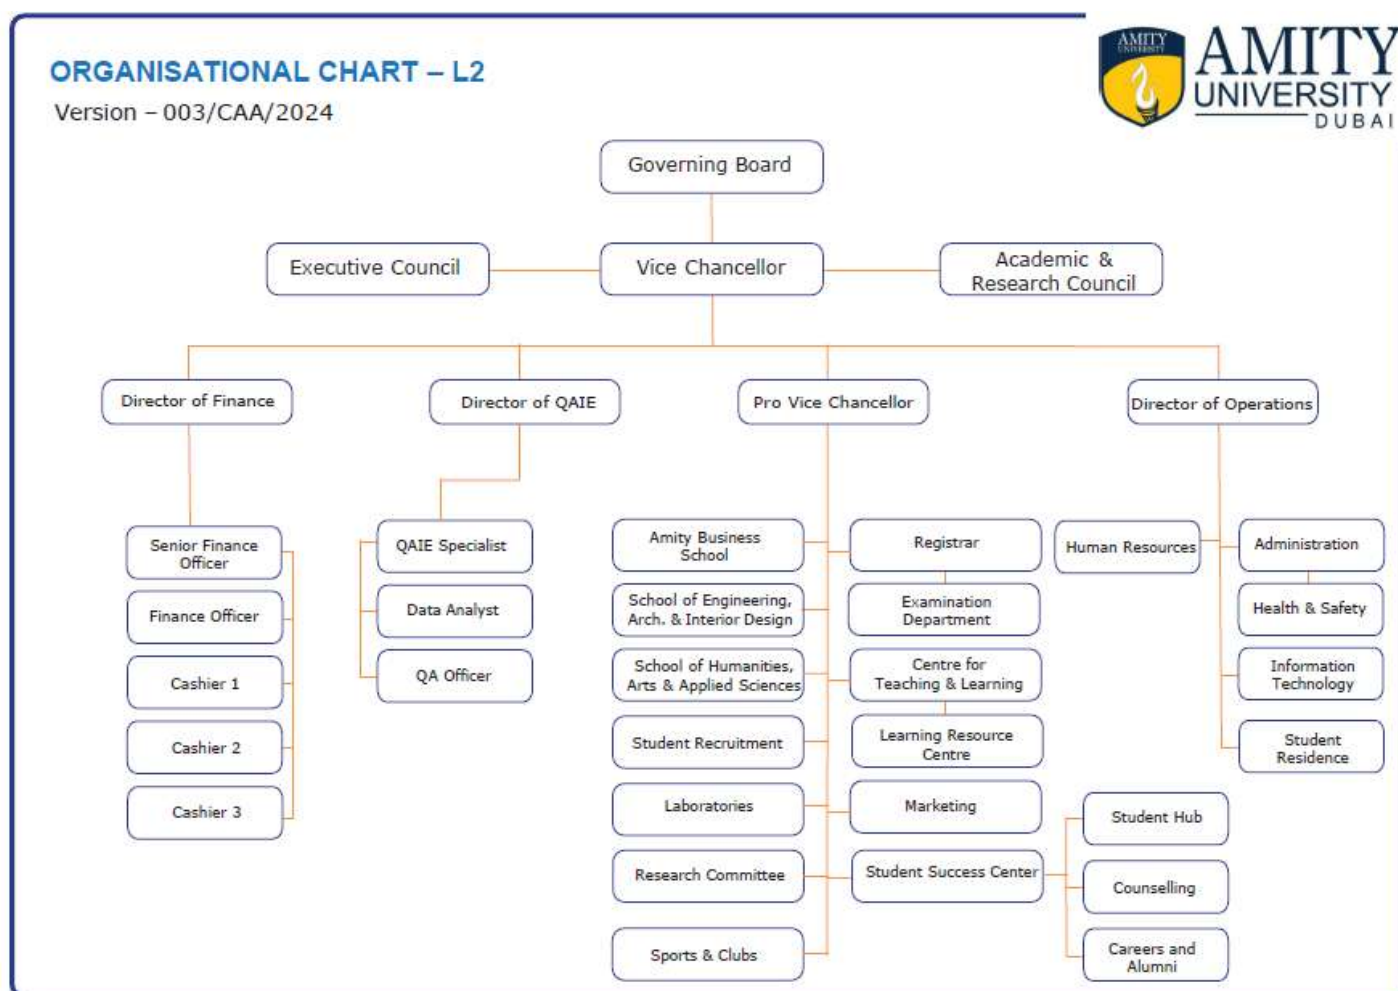 ORGANISATIONAL CHART – L2
Version – 003/CAA/2024
AMITY
UNIVERSITY
AMITY
UNIVERSITY
DUBAI
Governing Board
Executive Council
Vice Chancellor
Academic &
Research Council
Director of Finance
Director of QAIE
Pro Vice Chancellor
Director of Operations
Senior Finance
Officer
Finance Officer
Cashier 1
Cashier 2
Cashier 3
QAIE Specialist
Data Analyst
QA Officer
Amity Business
School
School of Engineering,
Arch. & Interior Design
School of Humanities,
Arts & Applied Sciences
Student Recruitment
Laboratories
Research Committee
Sports & Clubs
Registrar
Examination
Department
Centre for
Teaching & Learning
Learning Resource
Centre
Marketing
Student Success Center
Student Hub
Counselling
Careers and
Alumni
Human Resources
Administration
Health & Safety
Information
Technology
Student
Residence